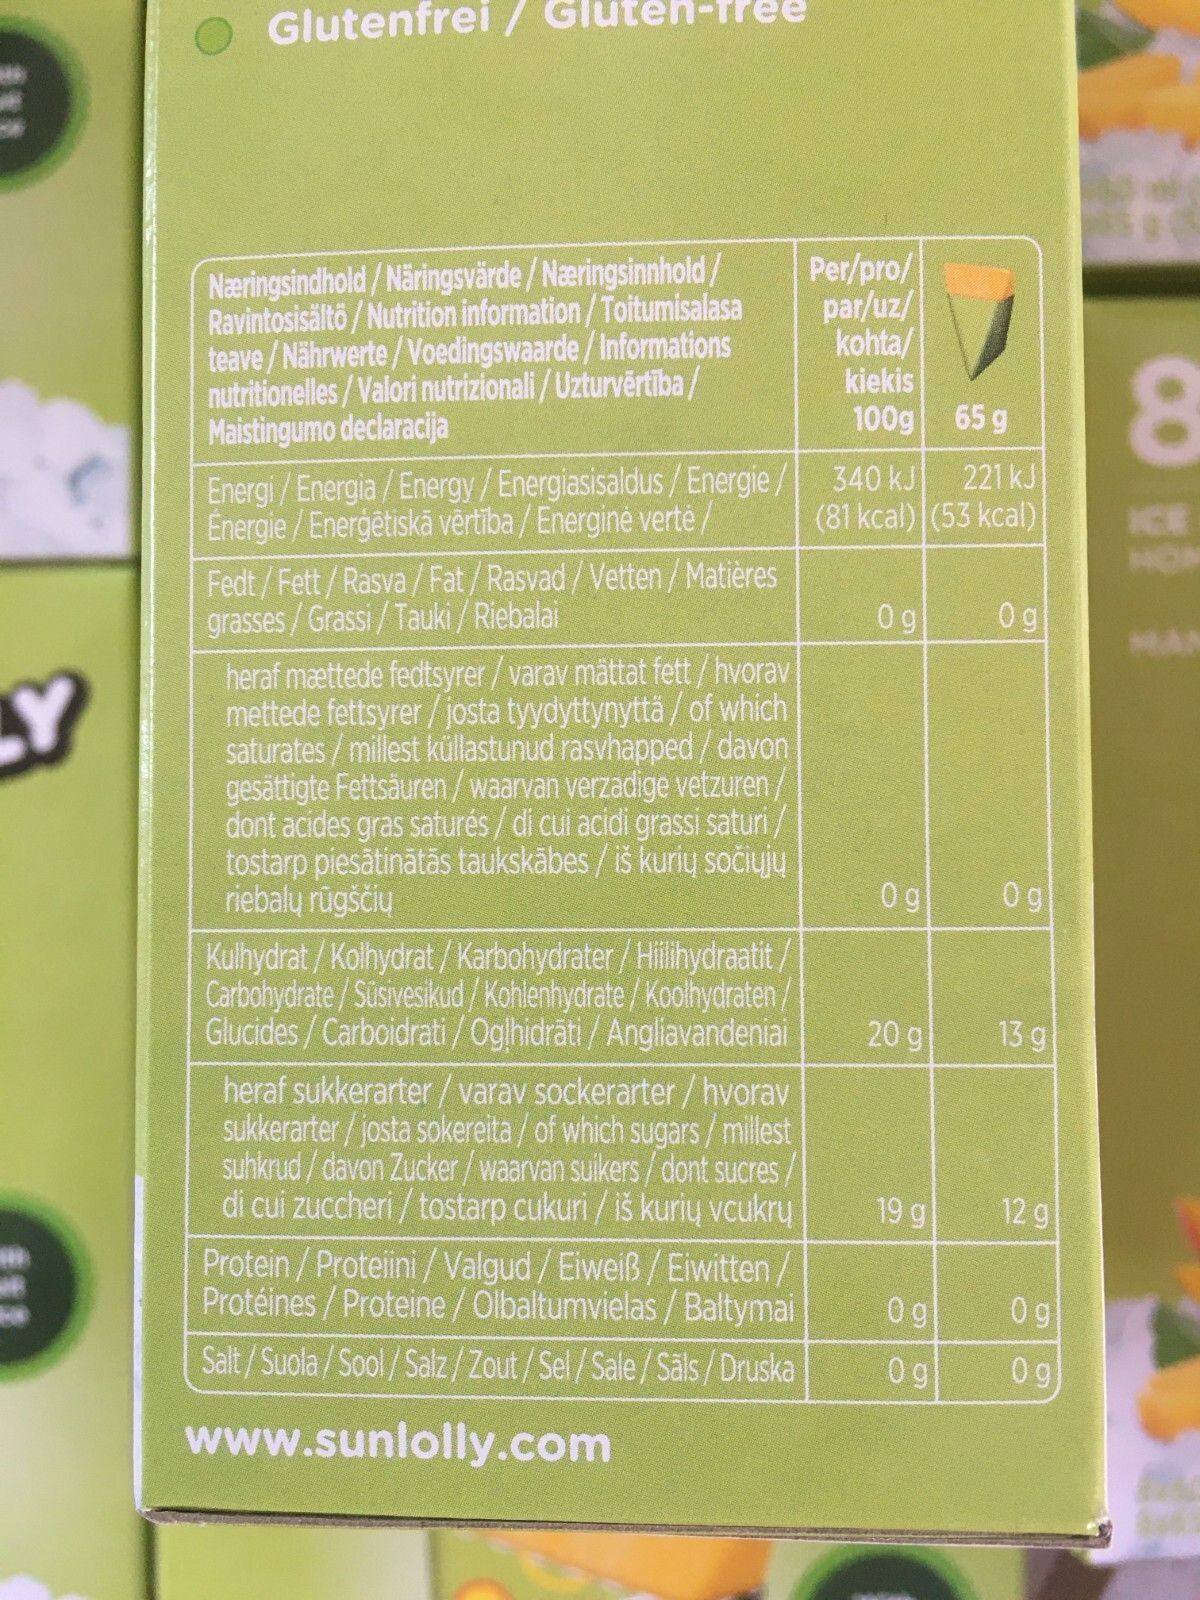 Glutenfrei / Gluten-free
Næringsindhold / Näringsvärde / Næringsinnhold /
Ravintosisältö / Nutrition information / Toitumisalasa
teave / Nährwerte / Voedingswaarde / Informations
nutritionelles / Valori nutrizionali / Uzturvērtība /
Maistingumo declaracija
Per/pro/
par/uz/
kohta/
kiekis
100g
65 g
Energi / Energia / Energy / Energiasisaldus / Energie /
Énergie / Enerģētiskā vērtība / Energinė vertė /
340 kJ
(81 kcal)
221 kJ
(53 kcal)
Fedt / Fett / Rasva / Fat / Rasvad / Vetten / Matières
grasses / Grassi / Tauki / Riebalai
0 g
0 g
heraf mættede fedtsyrer / varav mättat fett / hvorav
mettede fettsyrer / josta tyydyttynyttä / of which
saturates / millest küllastunud rasvhapped / davon
gesättigte Fettsäuren / waarvan verzadige vetzuren /
dont acides gras saturés / di cui acidi grassi saturi /
tostarp piesātinātās taukskābes / iš kurių sočiųjų
riebalų rūgščių
0 g
0 g
Kulhydrat / Kolhydrat / Karbohydrater / Hiilihydraatit /
Carbohydrate / Süsivesikud / Kohlenhydrate / Koolhydraten /
Glucides / Carboidrati / Ogļhidrāti / Angliavandeniai
20 g
13 g
heraf sukkerarter / varav sockerarter / hvorav
sukkerarter / josta sokereita / of which sugars / millest
suhkrud / davon Zucker / waarvan suikers / dont sucres /
di cui zuccheri / tostarp cukuri / iš kurių vcukrų
19 g
12 g
Protein / Proteiini / Valgud / Eiweiß / Eiwitten /
Protéines / Proteine / Olbaltumvielas / Baltymai
0 g
0 g
Salt / Suola / Sool / Salz / Zout / Sel / Sale / Sāls / Druska
0 g
0 g
www.sunlolly.com
LY
8
ICE